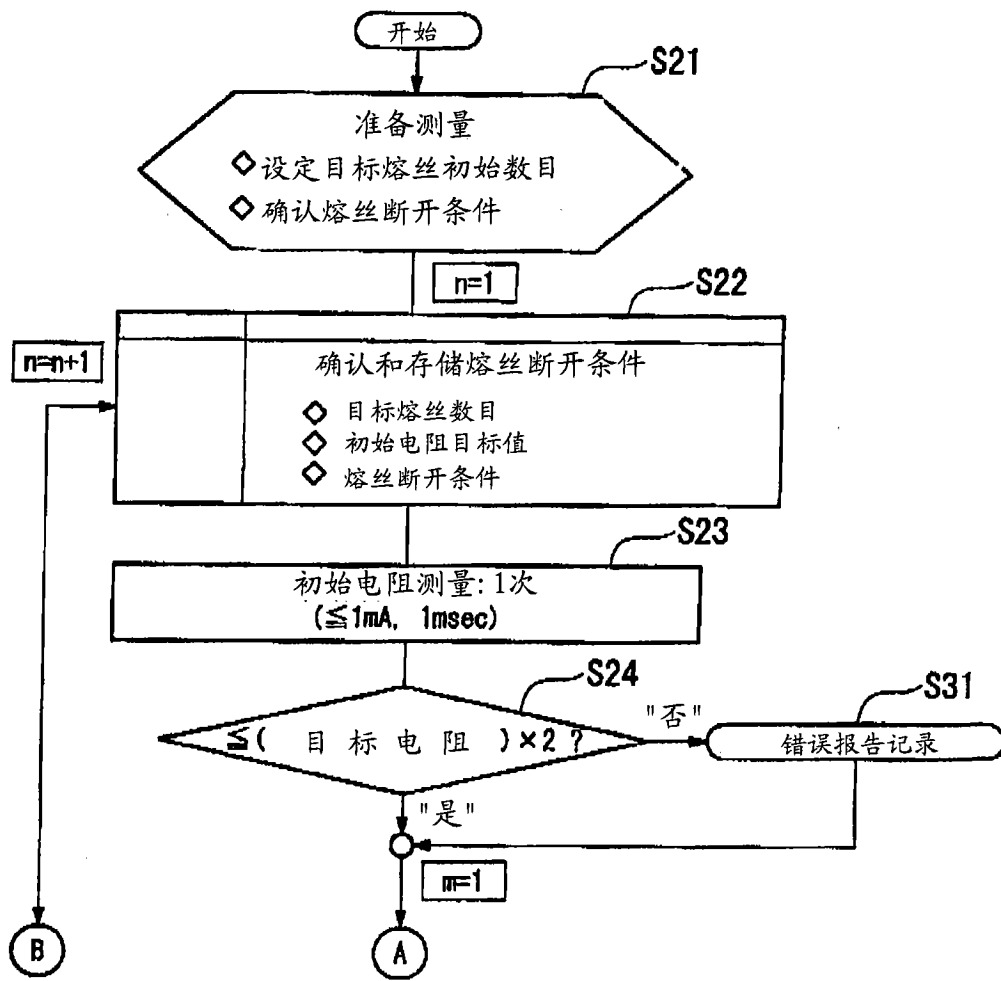 开始
S21
准备测量
◇设定目标熔丝初始数目
◇确认熔丝断开条件
n=1
S22
n=n+1
确认和存储熔丝断开条件
◇ 目标熔丝数目
◇ 初始电阻目标值
◇ 熔丝断开条件
S23
初始电阻测量:1次
(≦1mA, 1msec)
S24
≦( 目标电阻 )×2 ?
"否"
S31
错误报告记录
"是"
m=1
B
A